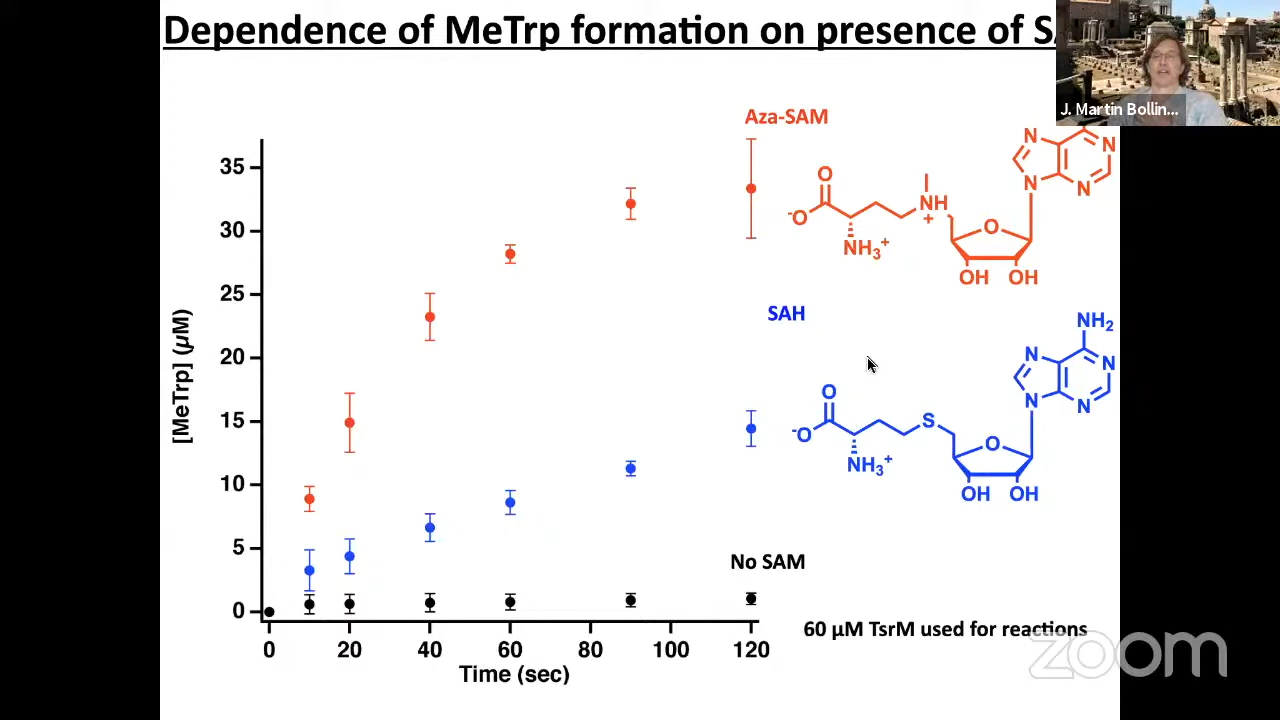 Dependence of MeTrp formation on presence of S
J. Martin Bollin...
Aza-SAM
N
N
N
N
O
-O
NH
+
NH3+
O
OH
OH
SAH
NH2
N
N
N
N
O
-O
S
NH3+
O
OH
OH
No SAM
60 µM TsrM used for reactions
[MeTrp] (µM)
35
30
25
20
15
10
5
0
0
20
40
60
80
100
120
Time (sec)
zoom